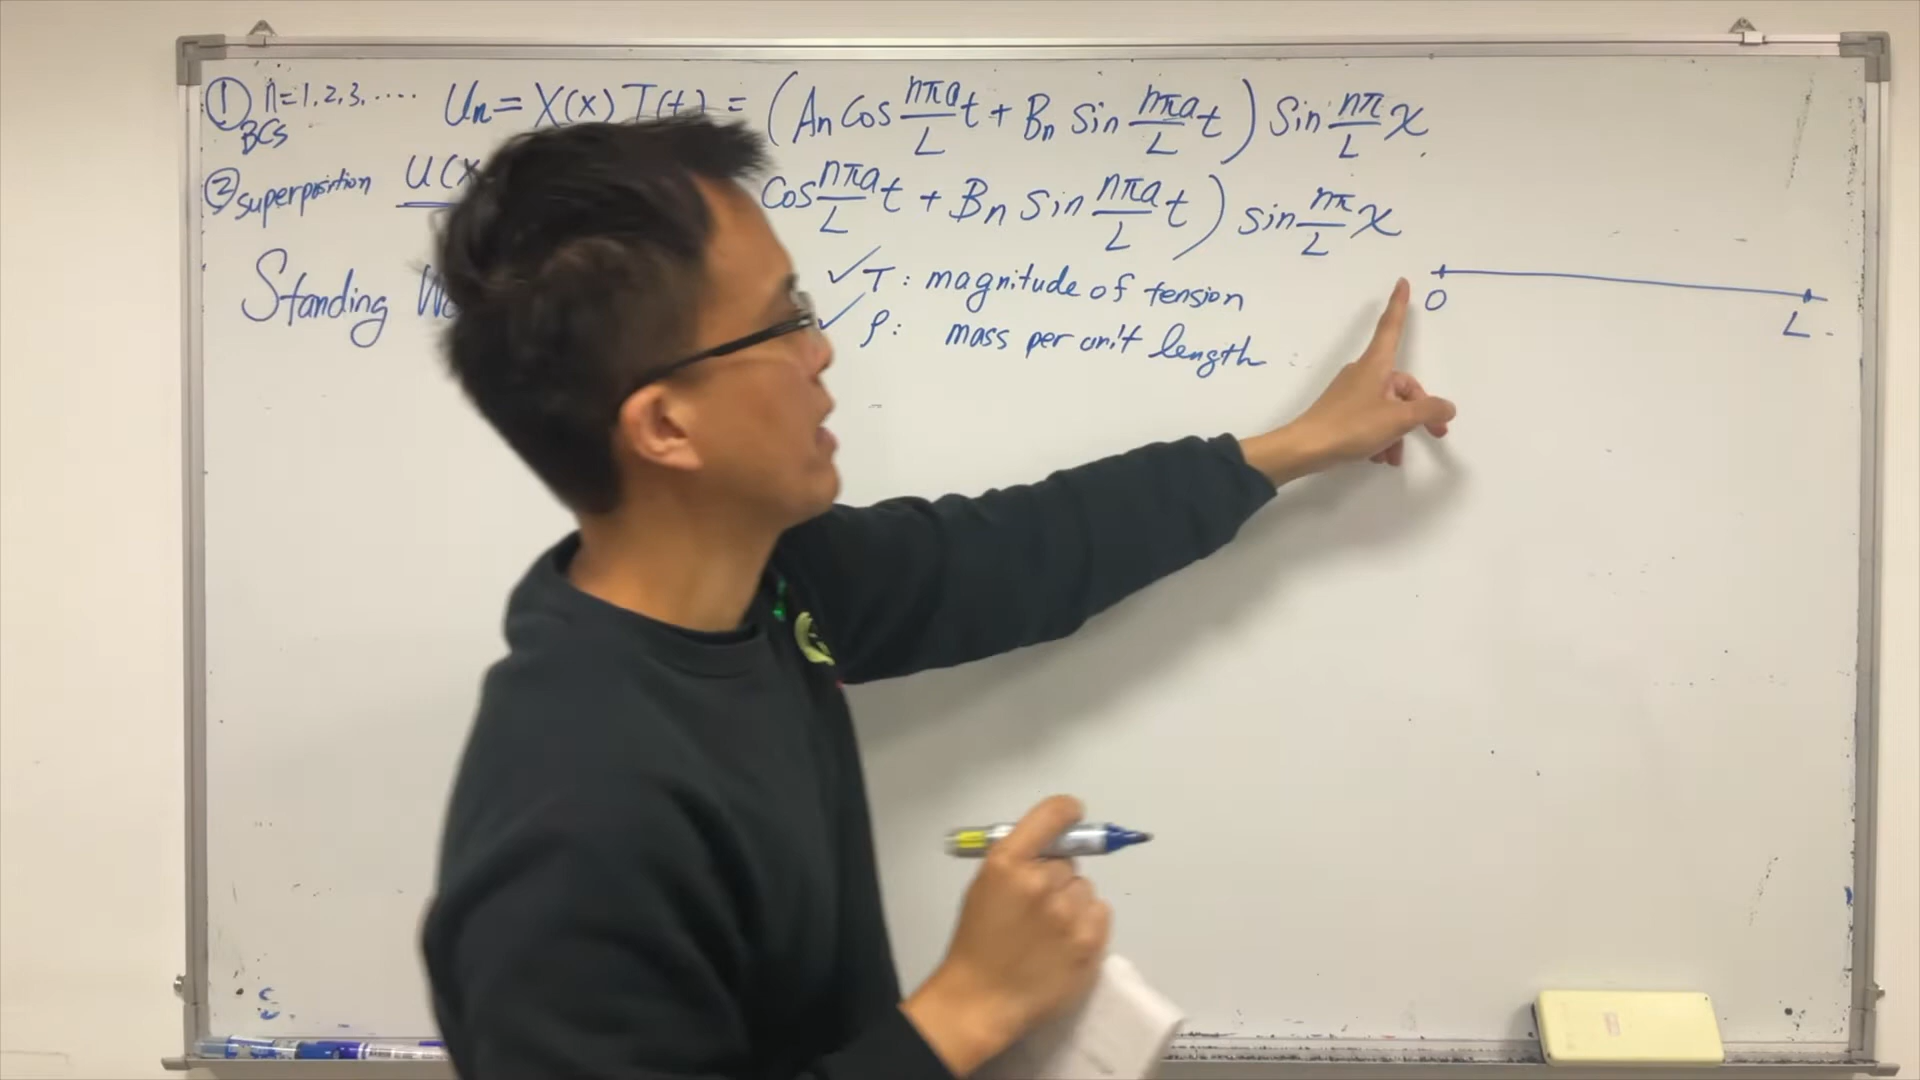 ① n=1,2,3,..... Un = X(x) T(t) = (An Cos nπa/L t + Bn Sin nπa/L t) Sin nπ/L x.
BCs
② superposition U(x Cos nπa/L t + Bn Sin nπa/L t) sin nπ/L x
Standing W
✓ T: magnitude of tension
✓ ρ: mass per unit length
0 L